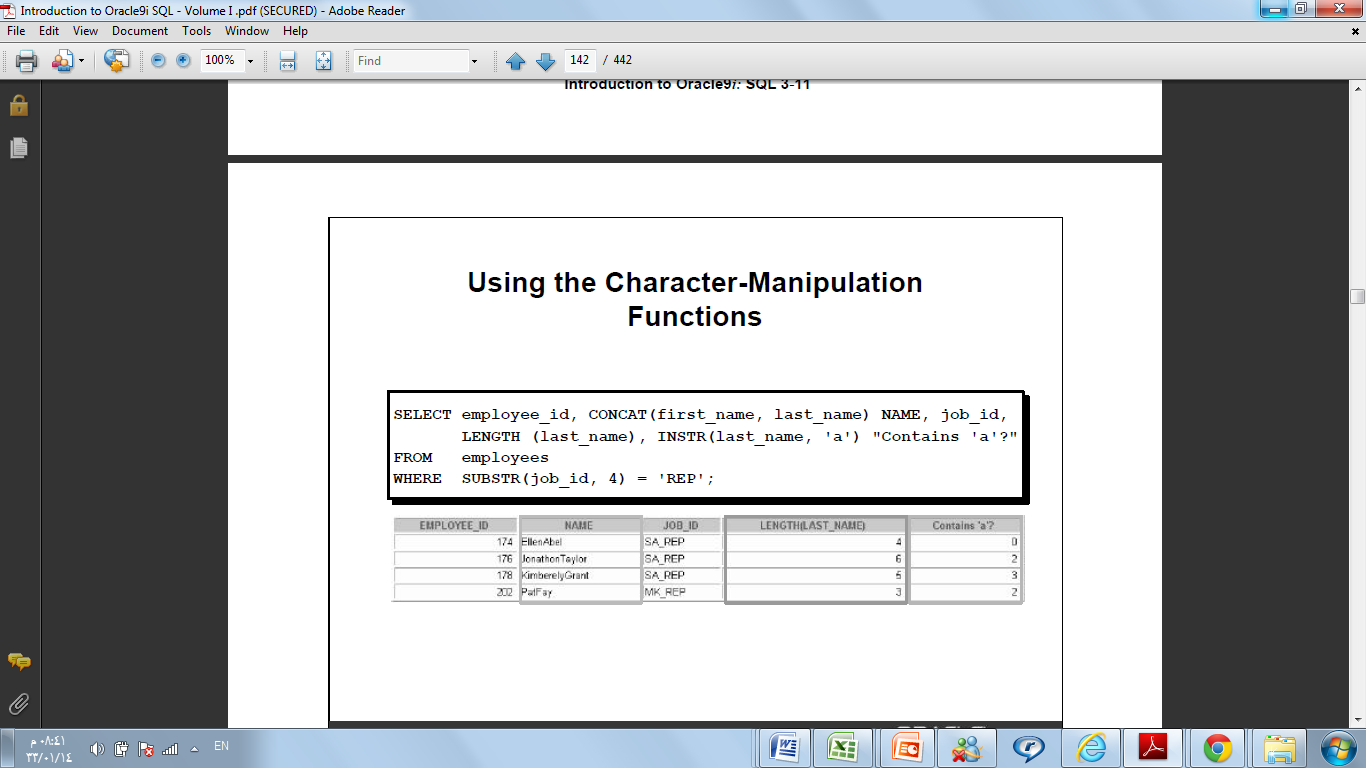 Introduction to Oracle9i SQL - Volume I .pdf (SECURED) - Adobe Reader
File Edit View Document Tools Window Help
100% Find 142 / 442
Introduction to Oracle9i: SQL 3-11
Using the Character-Manipulation
Functions
SELECT employee_id, CONCAT(first_name, last_name) NAME, job_id,
LENGTH (last_name), INSTR(last_name, 'a') "Contains 'a'?"
FROM employees
WHERE SUBSTR(job_id, 4) = 'REP';
EMPLOYEE_ID NAME JOB_ID LENGTH(LAST_NAME) Contains 'a'?
174 EllenAbel SA_REP 4 0
176 JonathonTaylor SA_REP 6 2
178 KimberelyGrant SA_REP 5 3
202 PatFay MK_REP 3 2
ORACLE
٠٨:٤١ م
٣٣/٠١/١٤
EN